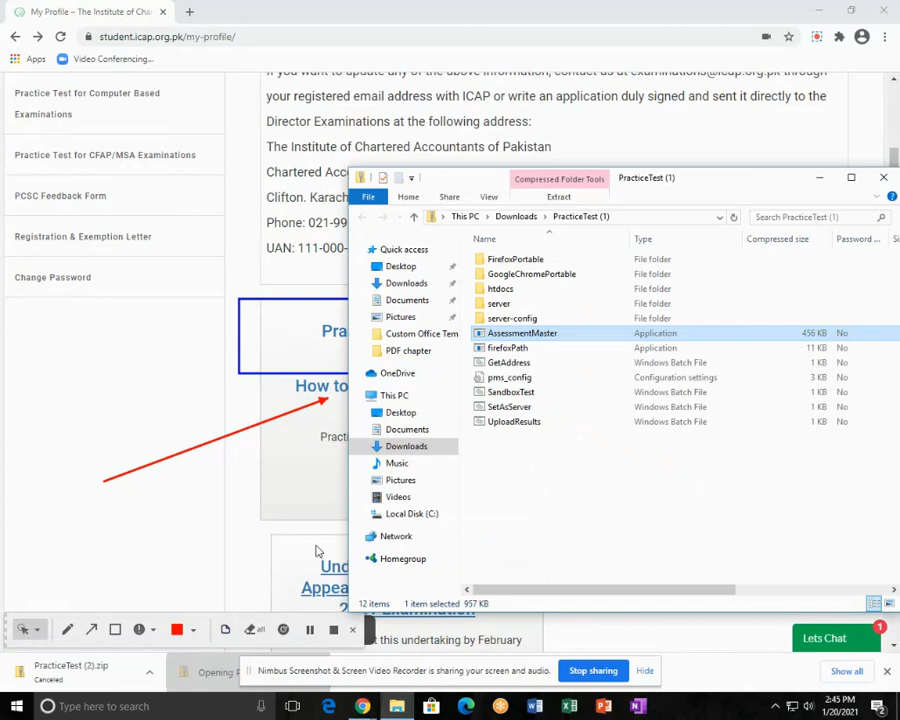 My Profile – The Institute of Char
student.icap.org.pk/my-profile/
Apps
Video Conferencing...
Practice Test for Computer Based
Examinations
Practice Test for CFAP/MSA Examinations
PCSC Feedback Form
Registration & Exemption Letter
Change Password
If you want to update any of the above information, contact us at examinations@icap.org.pk through
your registered email address with ICAP or write an application duly signed and sent it directly to the
Director Examinations at the following address:
The Institute of Chartered Accountants of Pakistan
Chartered Acco
Clifton. Karach
Phone: 021-99
UAN: 111-000-
Pra
How to
Practi
Und
Appea
2
Examination
t this undertaking by February
Compressed Folder Tools
PracticeTest (1)
File
Home
Share
View
Extract
This PC
Downloads
PracticeTest (1)
Search PracticeTest (1)
Quick access
Desktop
Downloads
Documents
Pictures
Custom Office Tem
PDF chapter
OneDrive
This PC
Desktop
Documents
Downloads
Music
Pictures
Videos
Local Disk (C:)
Network
Homegroup
Name Type Compressed size Password ...
FirefoxPortable File folder
GoogleChromePortable File folder
htdocs File folder
server File folder
server-config File folder
AssessmentMaster Application 456 KB No
firefoxPath Application 11 KB No
GetAddress Windows Batch File 1 KB No
pms_config Configuration settings 3 KB No
SandboxTest Windows Batch File 1 KB No
SetAsServer Windows Batch File 1 KB No
UploadResults Windows Batch File 1 KB No
12 items 1 item selected 957 KB
all
Lets Chat
1
PracticeTest (2).zip
Canceled
Opening P
Nimbus Screenshot & Screen Video Recorder is sharing your screen and audio.
Stop sharing
Hide
Show all
Type here to search
2:45 PM
1/20/2021
2